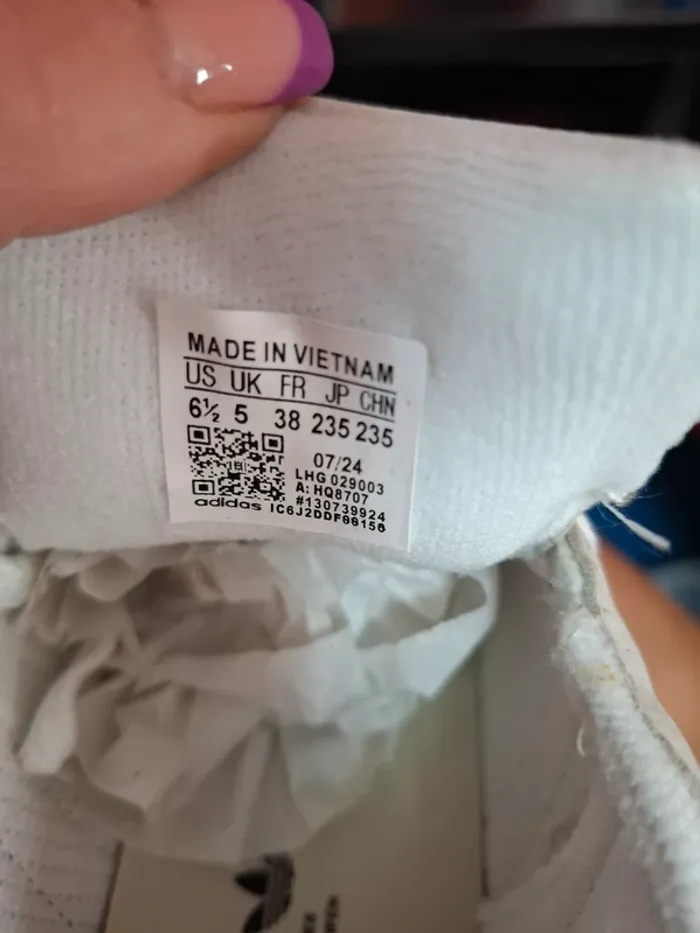 MADE IN VIETNAM
US UK FR JP CHN
6½ 5 38 235 235
07/24
LHG 029003
A: HQ8707
#130739924
adidas IC6J2DDF00156